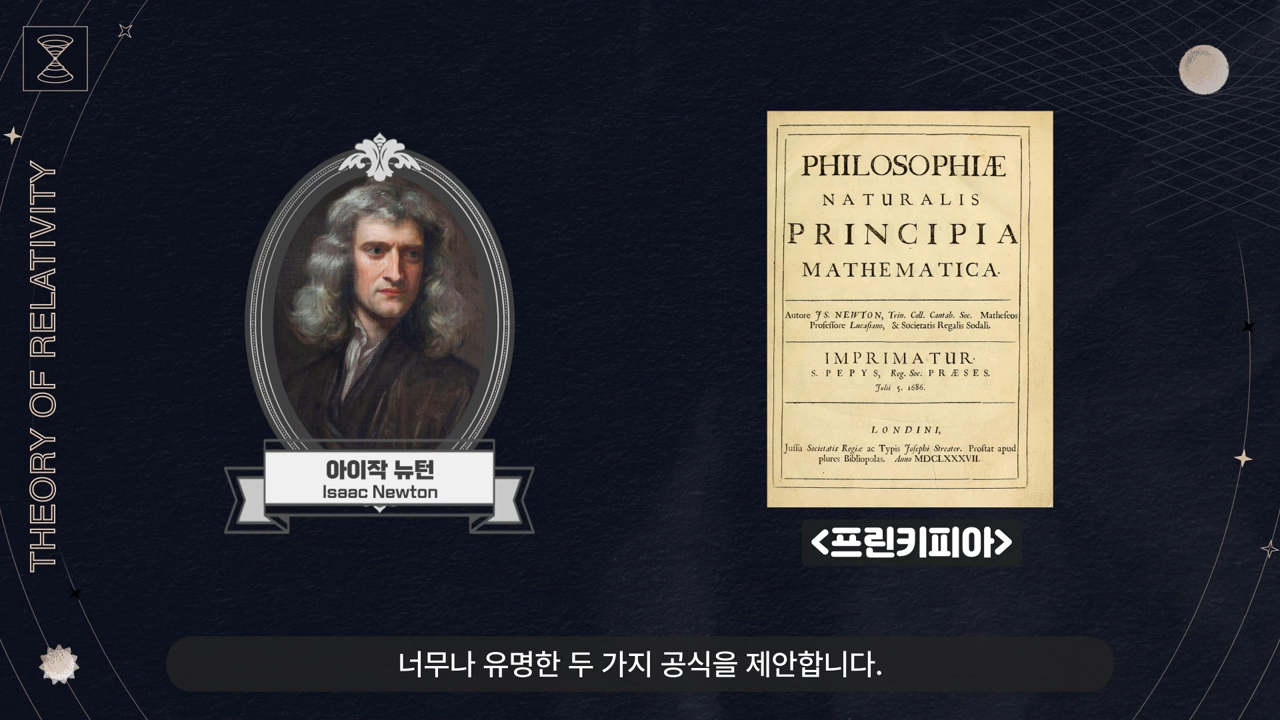 THEORY OF RELATIVITY
아이작 뉴턴
Isaac Newton
PHILOSOPHIÆ
NATURALIS
PRINCIPIA
MATHEMATICA.
Autore J S. NEWTON, Trin. Coll. Cantab. Soc. Matheseos
Professore Lucasiano, & Societatis Regalis Sodali.
IMPRIMATUR.
S. PEPYS, Reg. Soc. PRÆSES.
Julii 5. 1686.
LONDINI,
Jussu Societatis Regiæ ac Typis Josephi Streater. Prostat apud
plures Bibliopolas. Anno MDCLXXXVII.
<프린키피아>
너무나 유명한 두 가지 공식을 제안합니다.